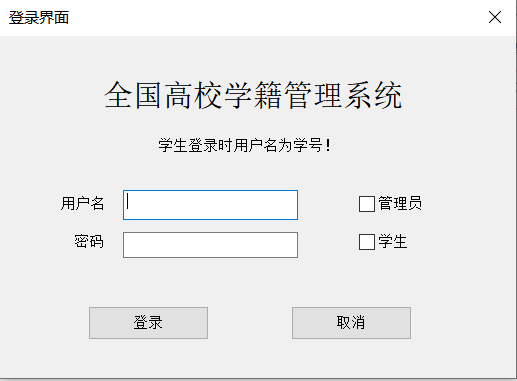 登录界面
全国高校学籍管理系统
学生登录时用户名为学号!
用户名
管理员
密码
学生
登录
取消